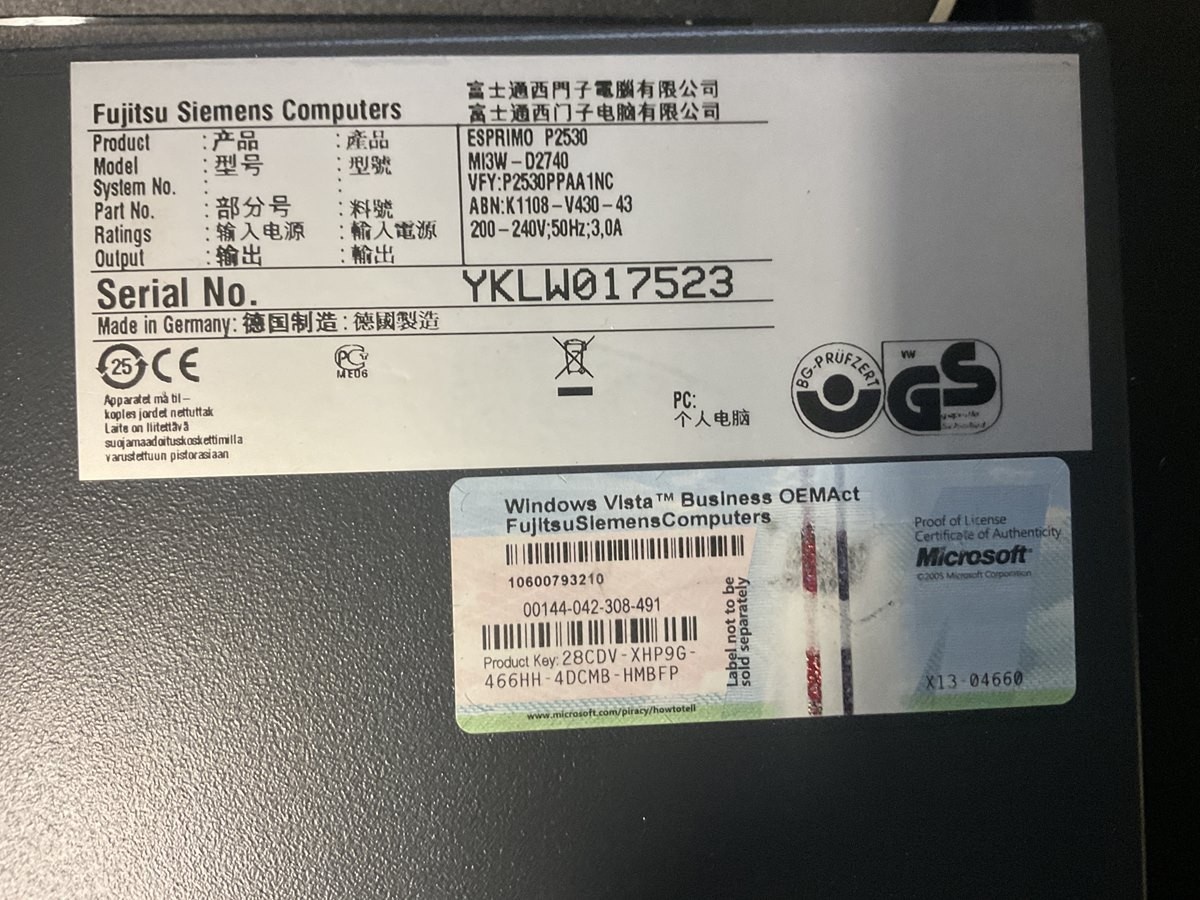 富士通西門子電腦有限公司
Fujitsu Siemens Computers 富士通西门子电脑有限公司
Product :产品 :產品 ESPRIMO P2530
Model :型号 :型號 MI3W-D2740
System No. : : VFY:P2530PPAA1NC
Part No. :部分号 :料號 ABN:K1108-V430-43
Ratings :输入电源 :輸入電源 200-240V;50Hz;3,0A
Output :输出 :輸出
Serial No. YKLW017523
Made in Germany: 德国制造: 德國製造
25 CE PC ME06 BG-PRÜFZERT VW GS
Apparatet må til-
koples jordet nettuttak
Laite on liitettävä
suojamaadoituskoskettimilla
varustettuun pistorasiaan
PC:
个人电脑
Windows Vista™ Business OEMAct
FujitsuSiemensComputers
10600793210
00144-042-308-491
Product Key: 28CDV-XHP9G-
466HH-4DCMB-HMBFP
Label not to be
sold separately
Proof of License
Certificate of Authenticity
Microsoft®
©2005 Microsoft Corporation
X13-04660
www.microsoft.com/piracy/howtotell